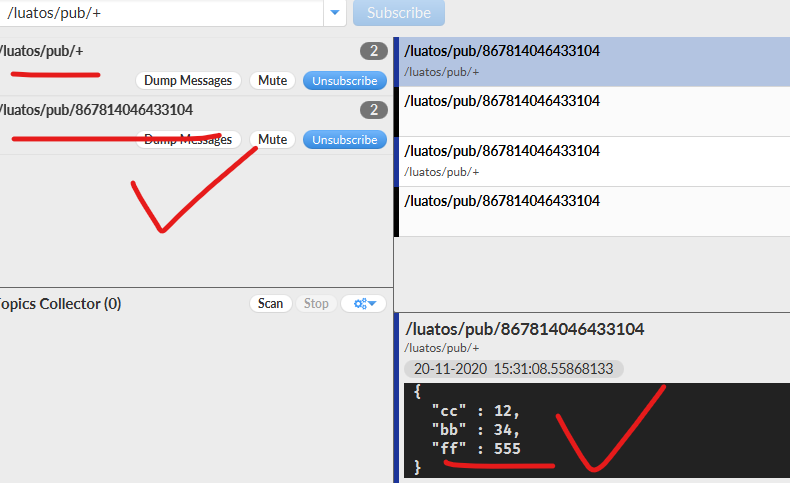 /luatos/pub/+
Subscribe
/luatos/pub/+
2
Dump Messages Mute Unsubscribe
/luatos/pub/867814046433104
2
Dump Messages Mute Unsubscribe
opics Collector (0)
Scan Stop
/luatos/pub/867814046433104
/luatos/pub/+
/luatos/pub/867814046433104
/luatos/pub/867814046433104
/luatos/pub/+
/luatos/pub/867814046433104
/luatos/pub/867814046433104
/luatos/pub/+
20-11-2020 15:31:08.55868133
{
"cc" : 12,
"bb" : 34,
"ff" : 555
}